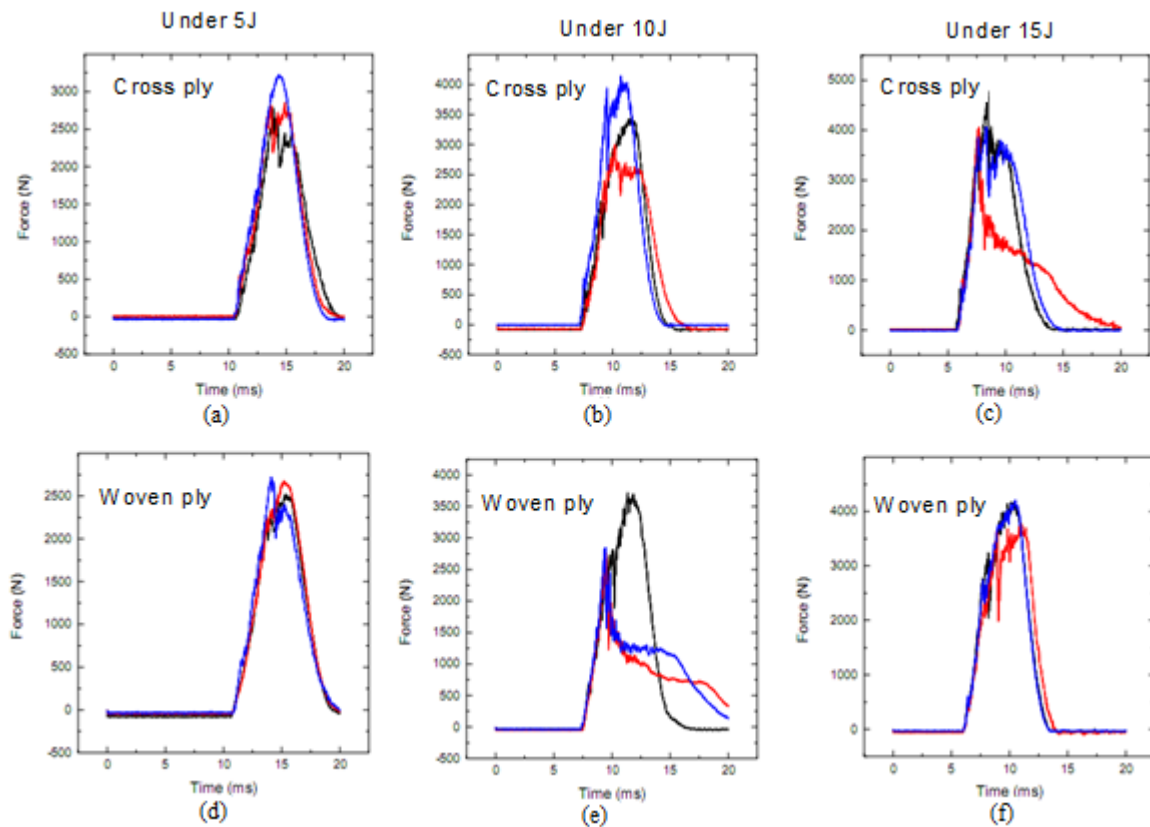 Under 5J
Under 10J
Under 15J
Cross ply
3000
2500
2000
1500
1000
500
0
-500
Force (N)
0 5 10 15 20
Time (ms)
(a)
Cross ply
4500
4000
3500
3000
2500
2000
1500
1000
500
0
-500
Force (N)
0 5 10 15 20
Time (ms)
(b)
Cross ply
5000
4000
3000
2000
1000
0
Force (N)
0 5 10 15 20
Time (ms)
(c)
Woven ply
2500
2000
1500
1000
500
0
-500
Force (N)
0 5 10 15 20
Time (ms)
(d)
Woven ply
4000
3500
3000
2500
2000
1500
1000
500
0
-500
Force (N)
0 5 10 15 20
Time (ms)
(e)
Woven ply
4000
3000
2000
1000
0
Force (N)
0 5 10 15 20
Time (ms)
(f)